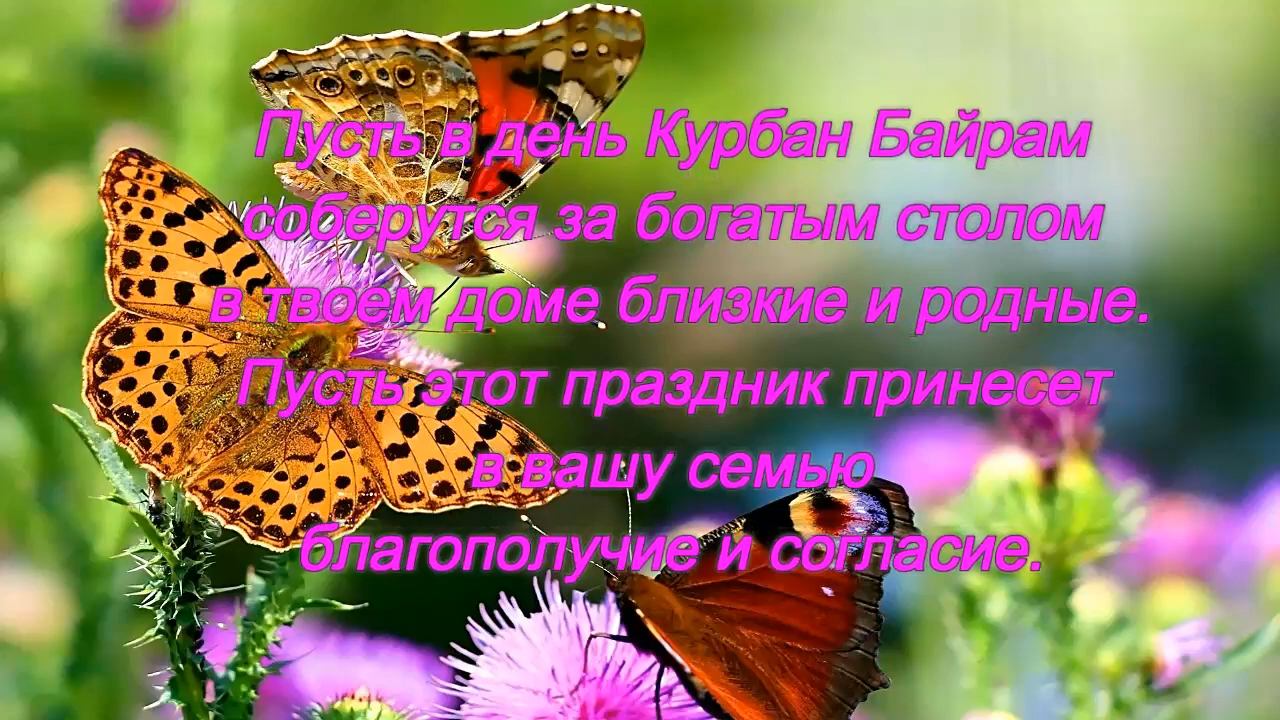 Пусть в день Курбан Байрам
соберутся за богатым столом
в твоем доме близкие и родные.
Пусть этот праздник принесет
в вашу семью
благополучие и согласие.